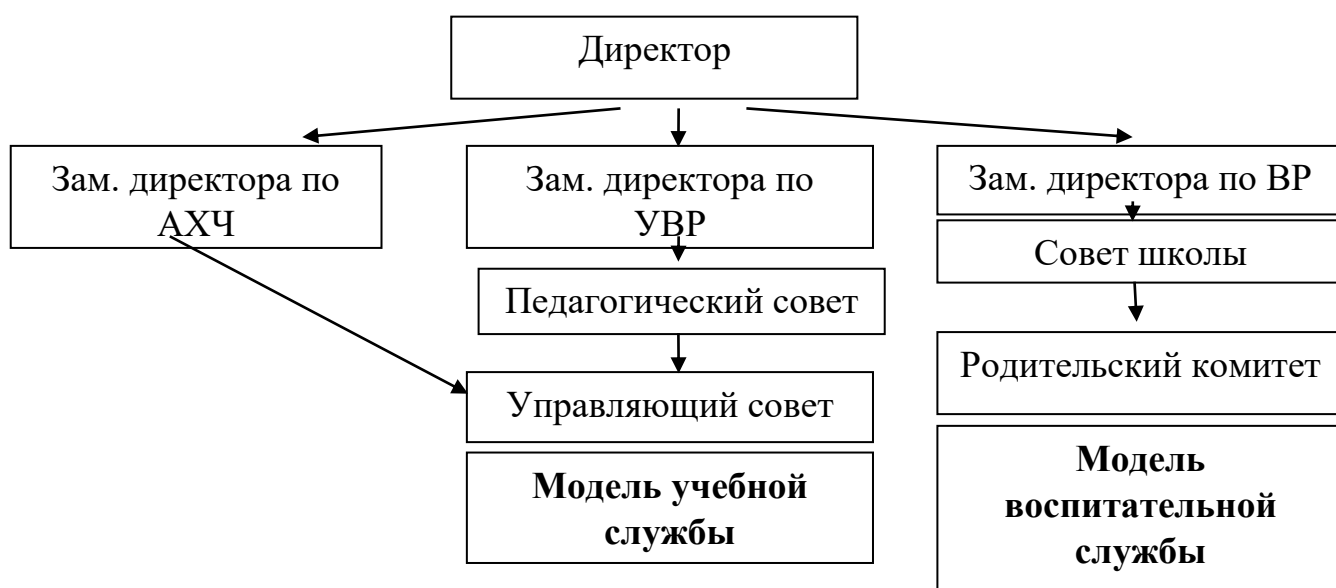 Директор
Зам. директора по
АХЧ
Зам. директора по
УВР
Зам. директора по ВР
Совет школы
Педагогический совет
Родительский комитет
Управляющий совет
Модель учебной
службы
Модель
воспитательной
службы